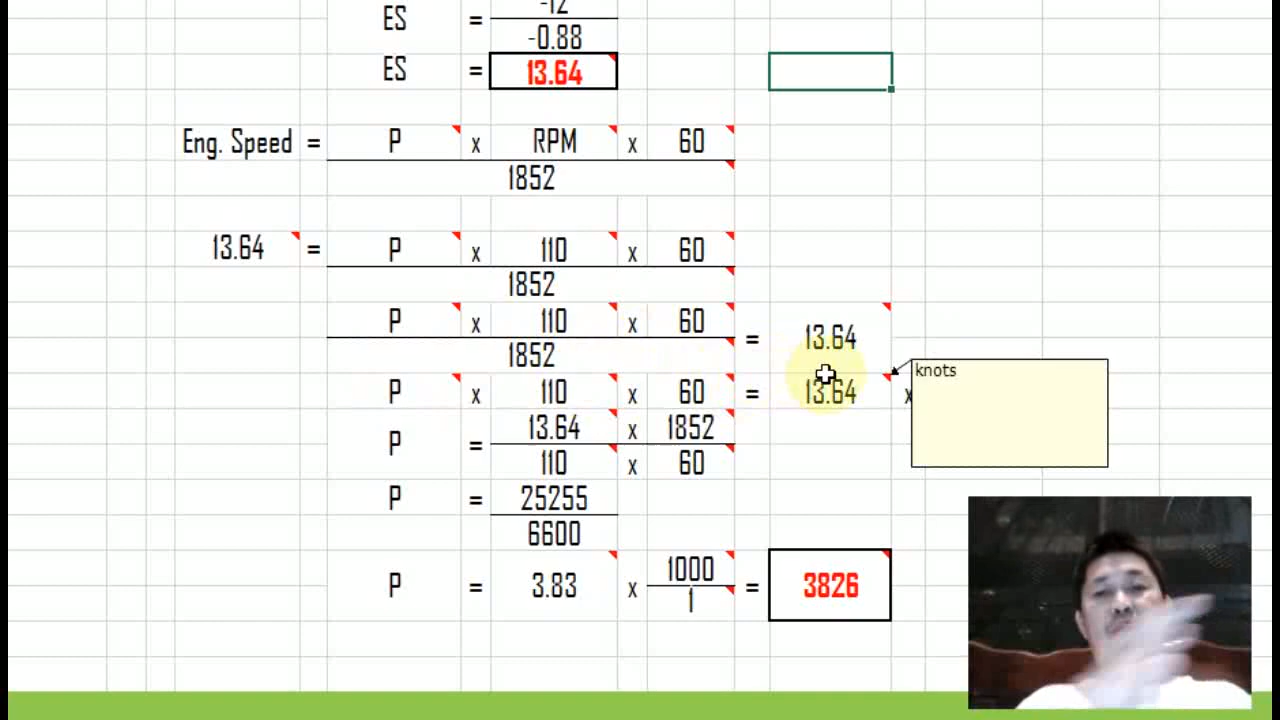 ES = -12
-0.88
ES = 13.64
Eng. Speed = P x RPM x 60
1852
13.64 = P x 110 x 60
1852
P x 110 x 60 = 13.64
1852
knots
P x 110 x 60 = 13.64 x
P = 13.64 x 1852
110 x 60
P = 25255
6600
P = 3.83 x 1000 = 3826
1